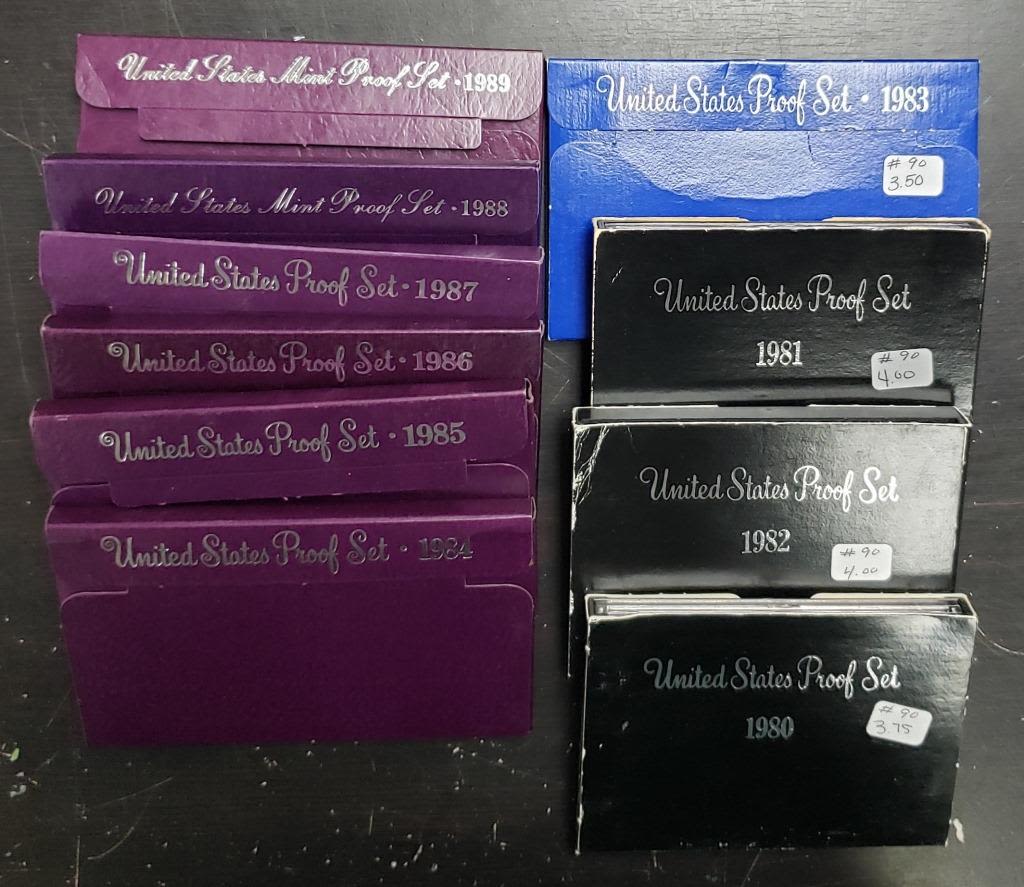 United States Mint Proof Set · 1989
United States Mint Proof Set · 1988
United States Proof Set · 1987
United States Proof Set · 1986
United States Proof Set · 1985
United States Proof Set · 1984
United States Proof Set · 1983
# 90
3.50
United States Proof Set
1981
# 90
4.00
United States Proof Set
1982
# 90
4.00
United States Proof Set
1980
# 90
3.75